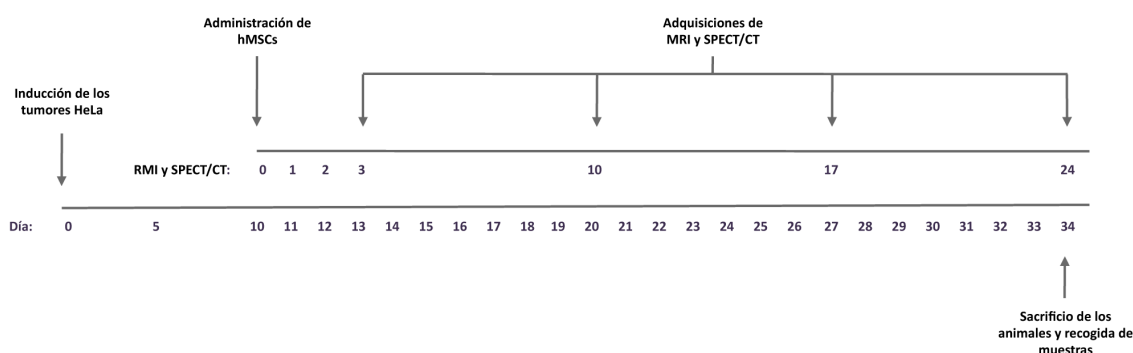 Administración de
hMSCs
Adquisiciones de
MRI y SPECT/CT
Inducción de los
tumores HeLa
RMI y SPECT/CT: 0 1 2 3 10 17 24
Día: 0 5 10 11 12 13 14 15 16 17 18 19 20 21 22 23 24 25 26 27 28 29 30 31 32 33 34
Sacrificio de los
animales y recogida de
muestras